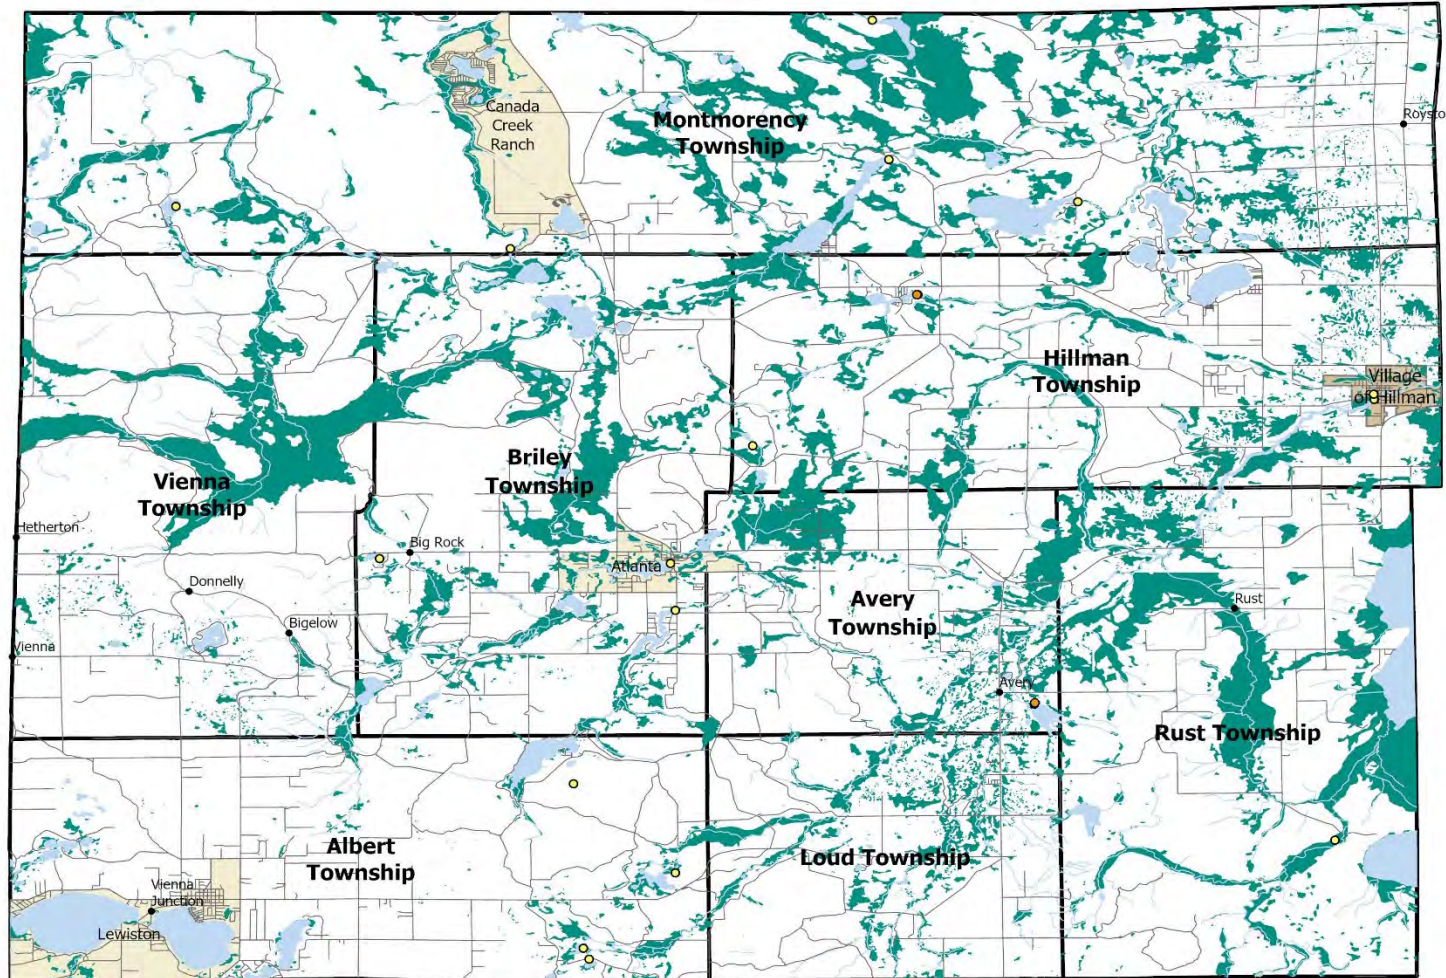 Canada
Creek
Ranch
Montmorency
Township
Roysto
Hillman
Township
Village
of Hillman
Briley
Township
Vienna
Township
Hetherton
Big Rock
Atlanta
Donnelly
Avery
Township
Rust
Bigelow
Vienna
Avery
Rust Township
Albert
Township
Loud Township
Vienna
Junction
Lewiston